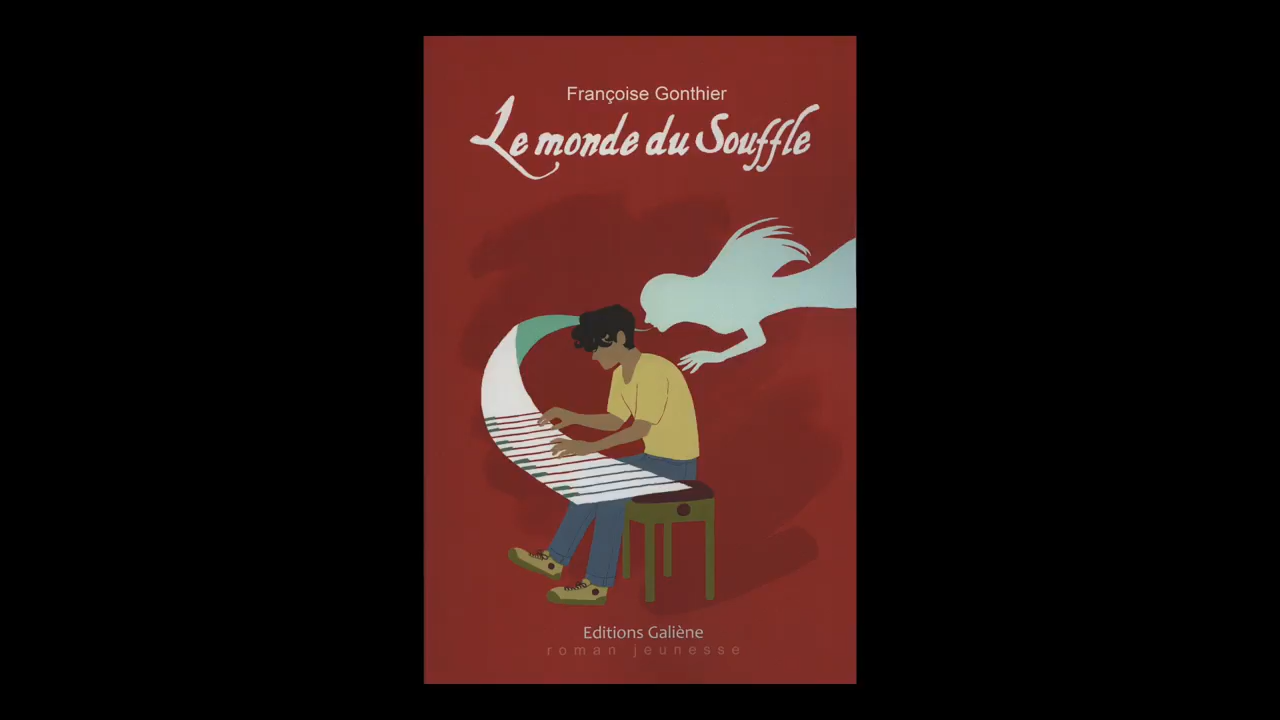 Françoise Gonthier
Le monde du Souffle
Editions Galiène
roman jeunesse